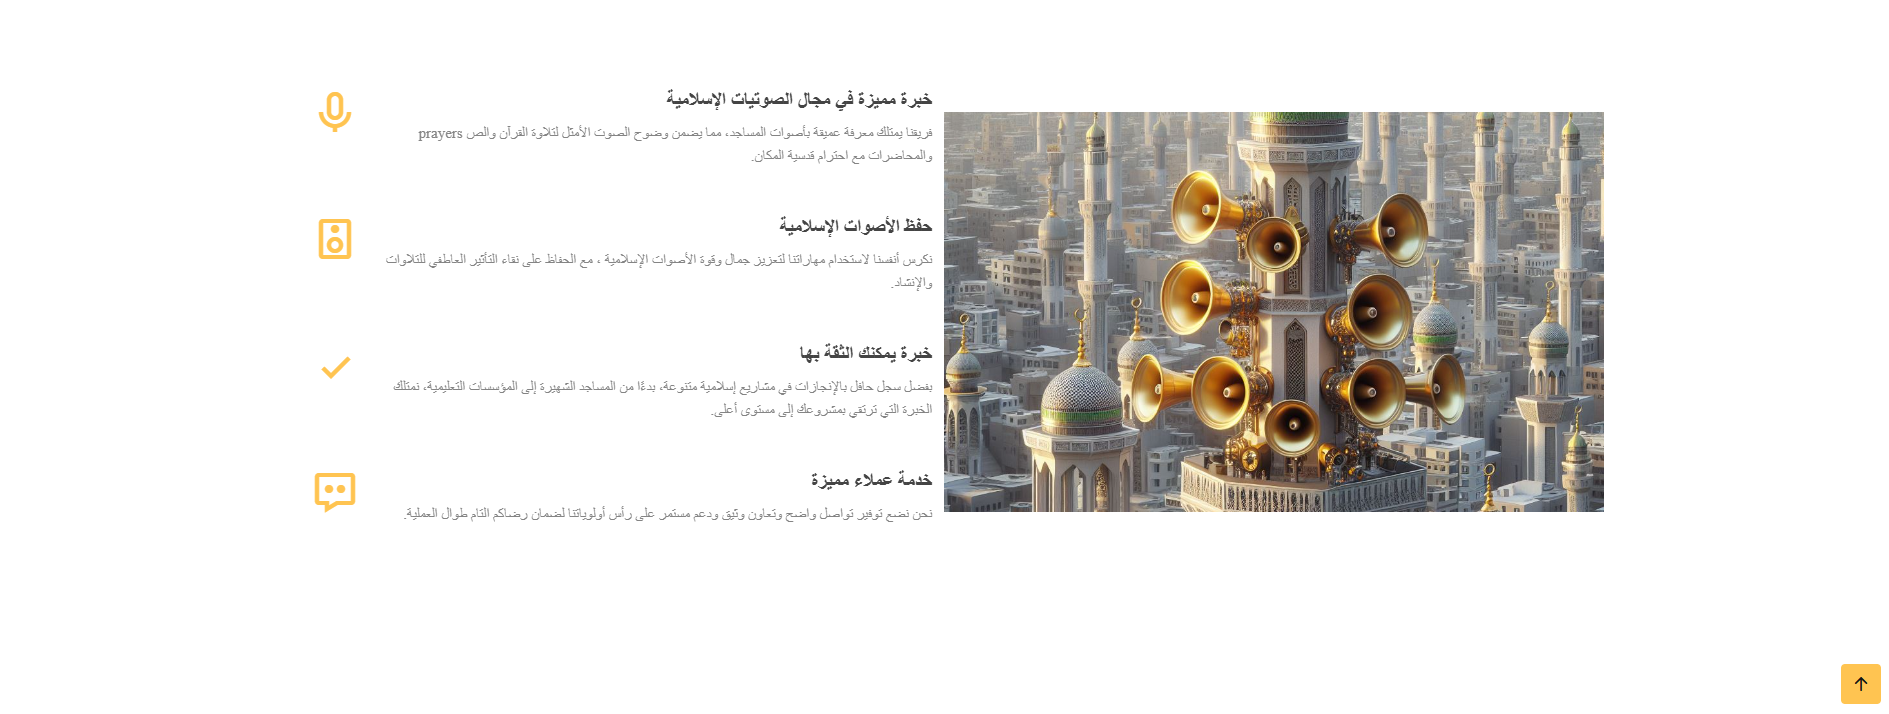 خبرة مميزة في مجال الصوتيات الإسلامية
فريقنا يمتلك معرفة عميقة بأصوات المساجد، مما يضمن وضوح الصوت الأمثل لتلاوة القرآن والص prayers
والمحاضرات مع احترام قدسية المكان.
حفظ الأصوات الإسلامية
نكرس أنفسنا لاستخدام مهاراتنا لتعزيز جمال وقوة الأصوات الإسلامية ، مع الحفاظ على نقاء التأثير العاطفي للتلاوات
والإنشاد.
خبرة يمكنك الثقة بها
بفضل سجل حافل بالإنجازات في مشاريع إسلامية متنوعة، بدءًا من المساجد الشهيرة إلى المؤسسات التعليمية، نمتلك
الخبرة التي ترتقي بمشروعك إلى مستوى أعلى.
خدمة عملاء مميزة
نحن نضع توفير تواصل واضح وتعاون وثيق ودعم مستمر على رأس أولوياتنا لضمان رضاكم التام طوال العملية.